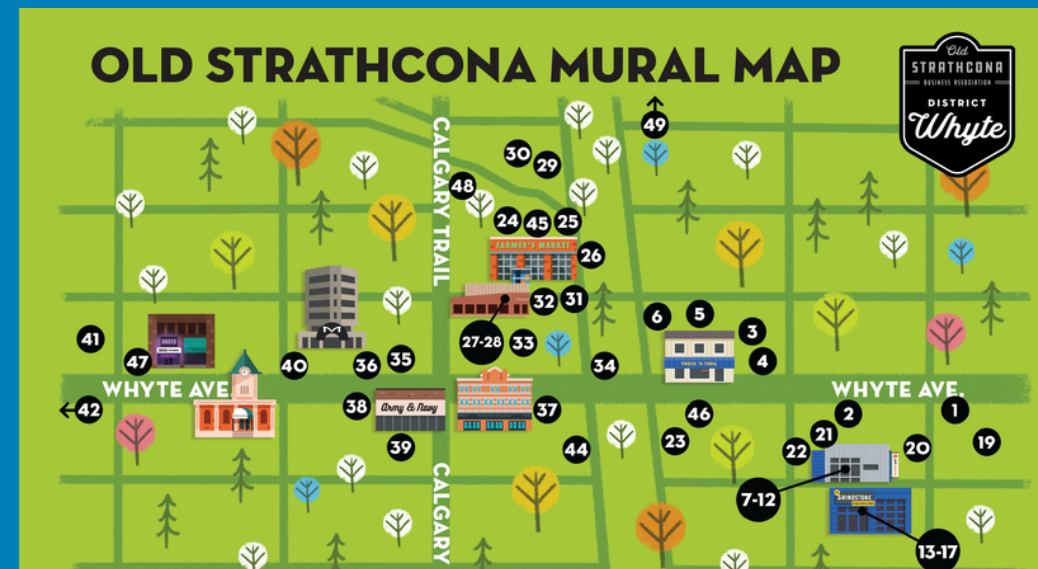 OLD STRATHCONA MURAL MAP
Old
STRATHCONA
BUSINESS ASSOCIATION
DISTRICT
Whyte
49
CALGARY TRAIL
30
29
48
24
45
25
FARMER'S MARKET
26
32
31
27-28
33
6
5
3
4
41
47
40
36
35
34
WHYTE AVE.
WHYTE AVE.
42
38
Army & Navy
37
39
44
46
23
2
1
21
22
20
19
7-12
GRINDSTONE
13-17
CALGARY